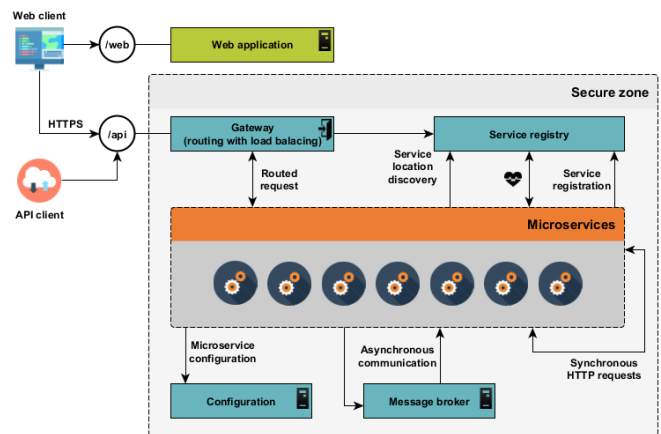 Web client
/web
Web application
Secure zone
HTTPS
/api
Gateway
(routing with load balacing)
Service registry
Service
location
discovery
Service
registration
Routed
request
API client
Microservices
Microservice
configuration
Asynchronous
communication
Synchronous
HTTP requests
Configuration
Message broker